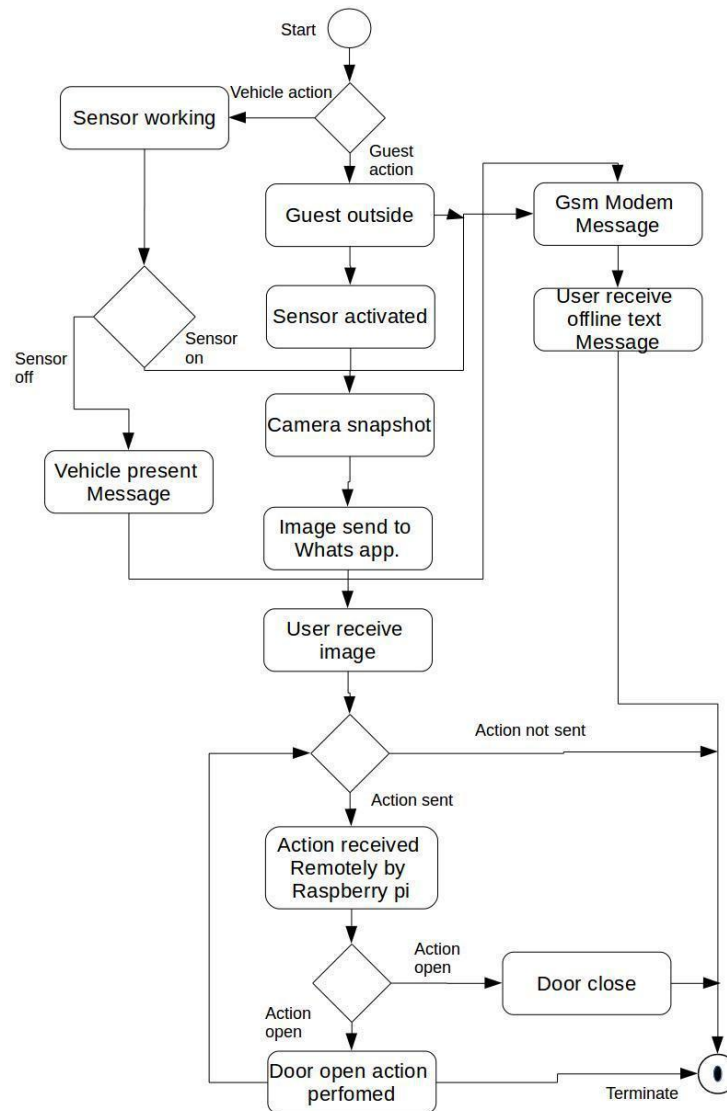 Start
Vehicle action
Sensor working
Guest
action
Guest outside
Gsm Modem
Message
Sensor activated
User receive
offline text
Message
Sensor
on
Sensor
off
Camera snapshot
Vehicle present
Message
Image send to
Whats app.
User receive
image
Action not sent
Action sent
Action received
Remotely by
Raspberry pi
Action
open
Door close
Action
open
Door open action
perfomed
Terminate